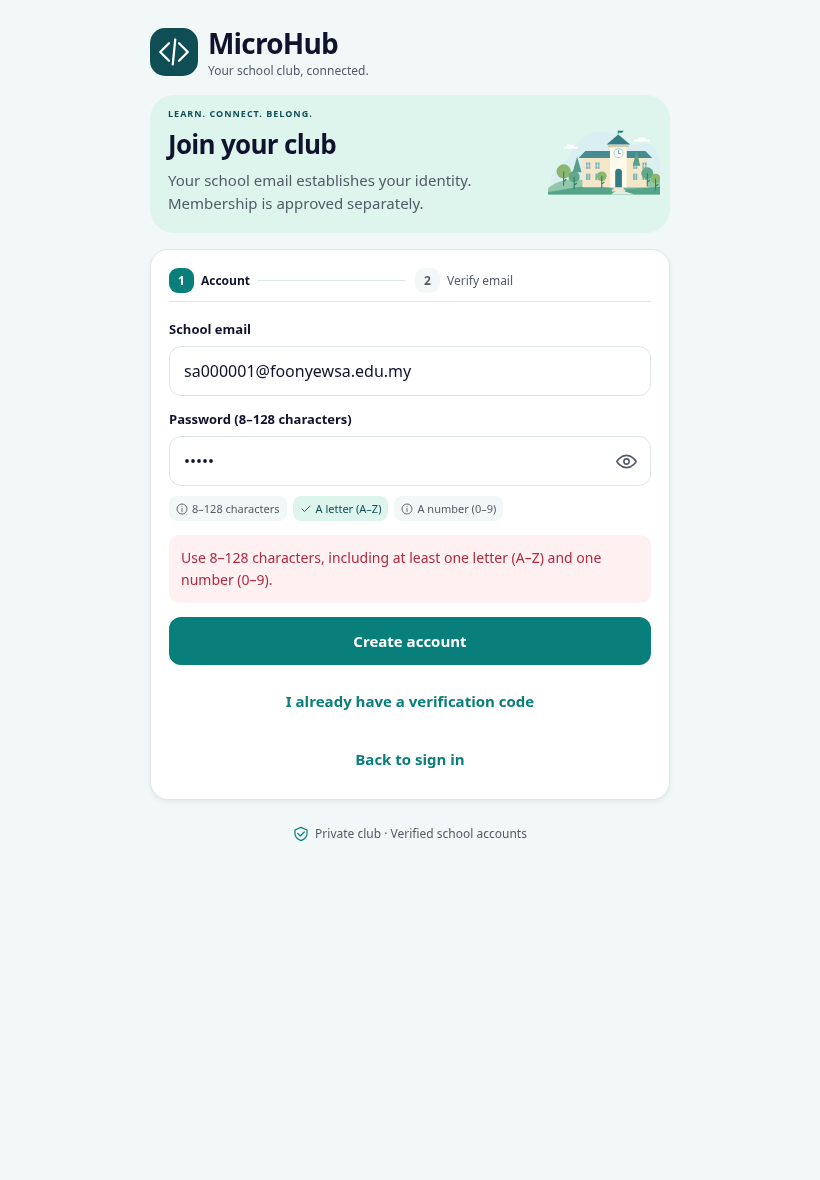 MicroHub
Your school club, connected.
LEARN. CONNECT. BELONG.
Join your club
Your school email establishes your identity.
Membership is approved separately.
1 Account
2 Verify email
School email
sa000001@foonyewsa.edu.my
Password (8–128 characters)
•••••
8–128 characters
A letter (A–Z)
A number (0–9)
Use 8–128 characters, including at least one letter (A–Z) and one
number (0–9).
Create account
I already have a verification code
Back to sign in
Private club · Verified school accounts